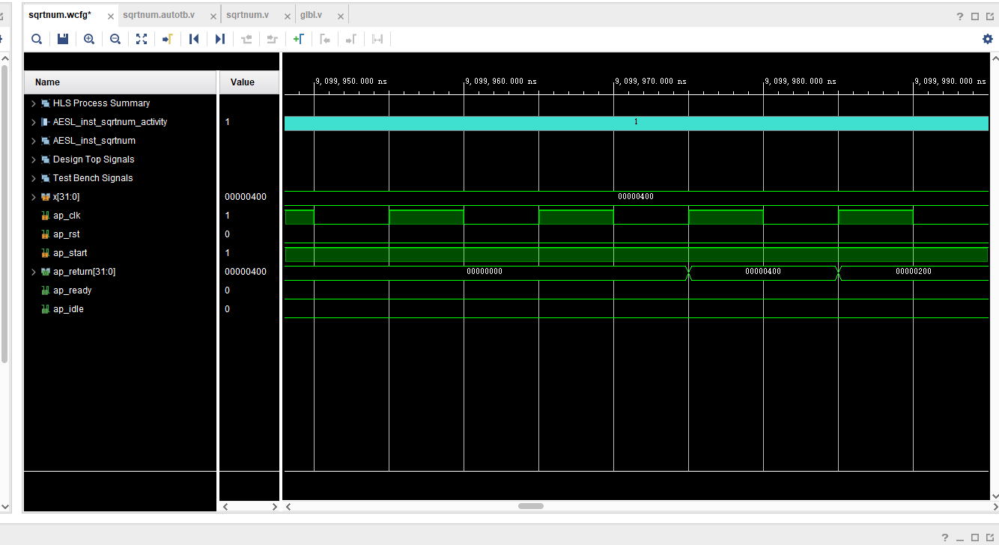 sqrtnum.wcfg* × sqrtnum.autotb.v × sqrtnum.v × glbl.v ×
Name Value
9,099,950.000 ns 9,099,960.000 ns 9,099,970.000 ns 9,099,980.000 ns 9,099,990.000 ns
HLS Process Summary
AESL_inst_sqrtnum_activity 1 1
AESL_inst_sqrtnum
Design Top Signals
Test Bench Signals
x[31:0] 00000400 00000400
ap_clk 1
ap_rst 0
ap_start 1
ap_return[31:0] 00000400 00000000 00000400 00000200
ap_ready 0
ap_idle 0